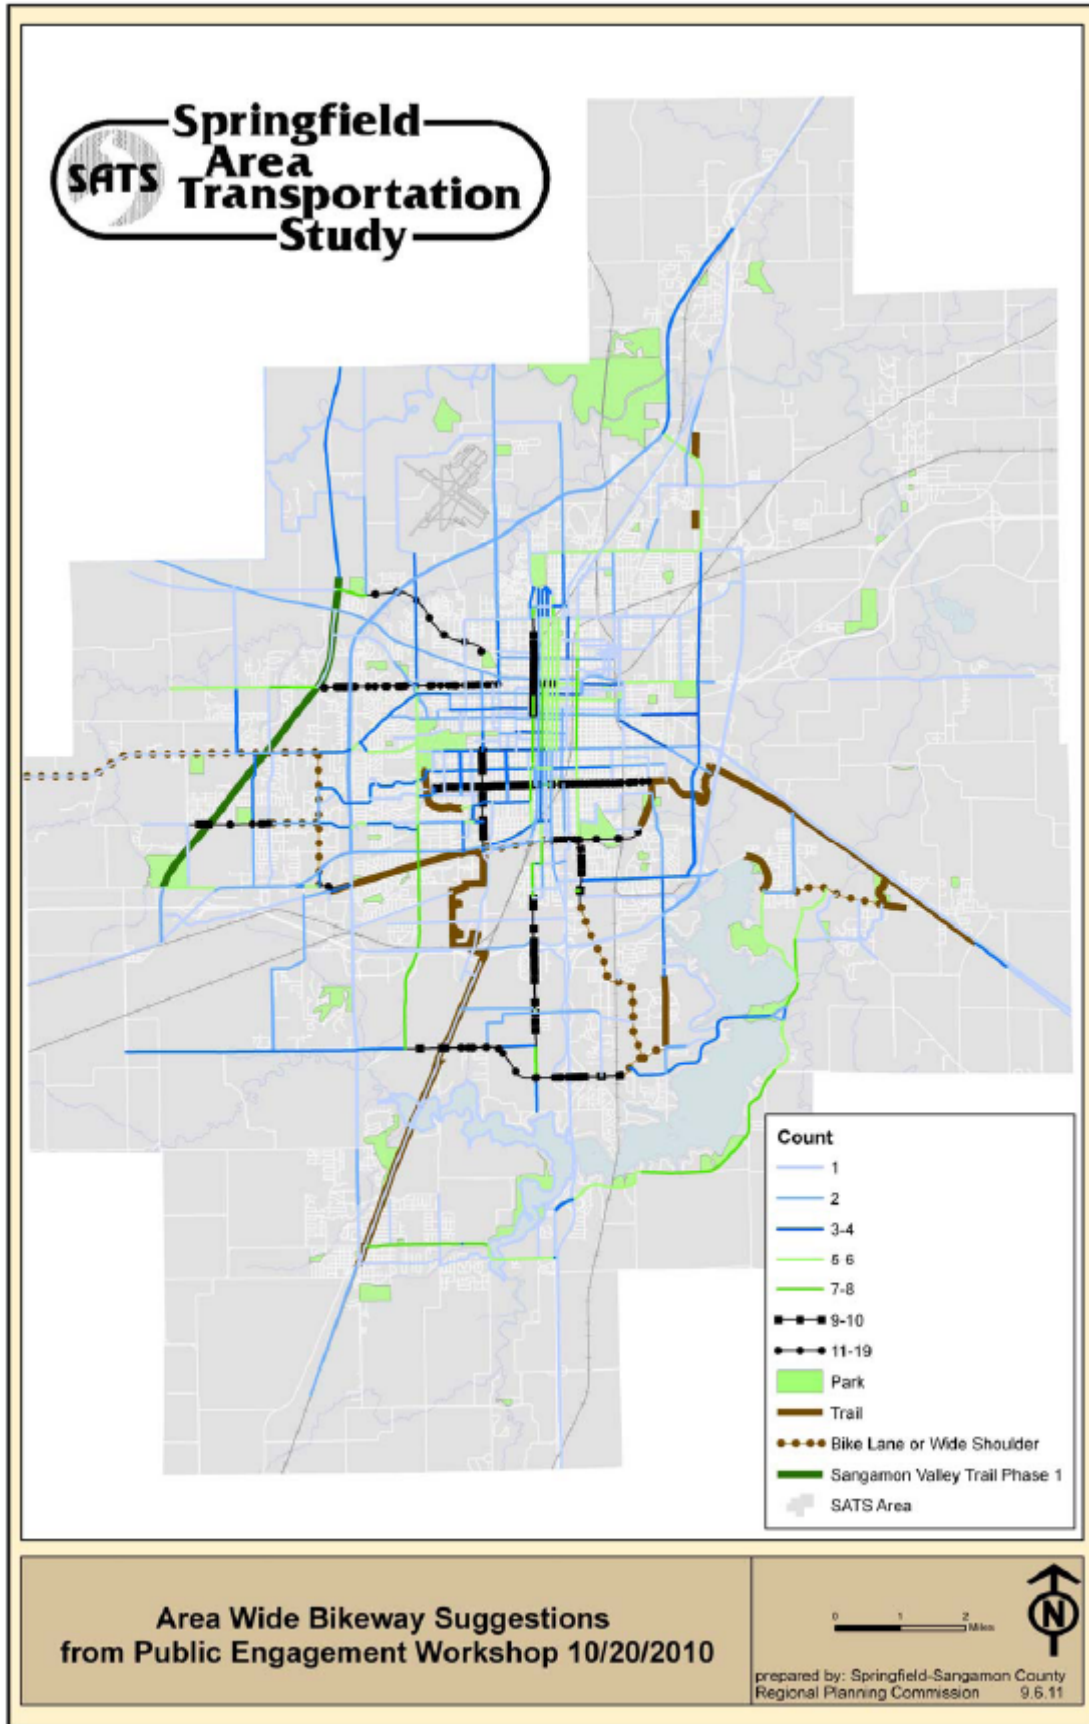 Springfield
Area
Transportation
Study
SATS
Count
1
2
3-4
5-6
7-8
9-10
11-19
Park
Trail
Bike Lane or Wide Shoulder
Sangamon Valley Trail Phase 1
SATS Area
Area Wide Bikeway Suggestions
from Public Engagement Workshop 10/20/2010
0 1 2
Miles
N
prepared by: Springfield-Sangamon County
Regional Planning Commission 9.6.11